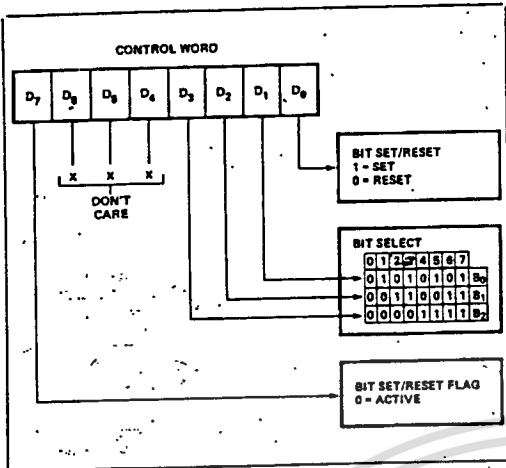 CONTROL WORD
D7 D6 D5 D4 D3 D2 D1 D0
X X X
DON'T
CARE
BIT SET/RESET
1 = SET
0 = RESET
BIT SELECT
0 1 2 3 4 5 6 7
0 1 0 1 0 1 0 1 B0
0 0 1 1 0 0 1 1 B1
0 0 0 0 1 1 1 1 B2
BIT SET/RESET FLAG
0 = ACTIVE